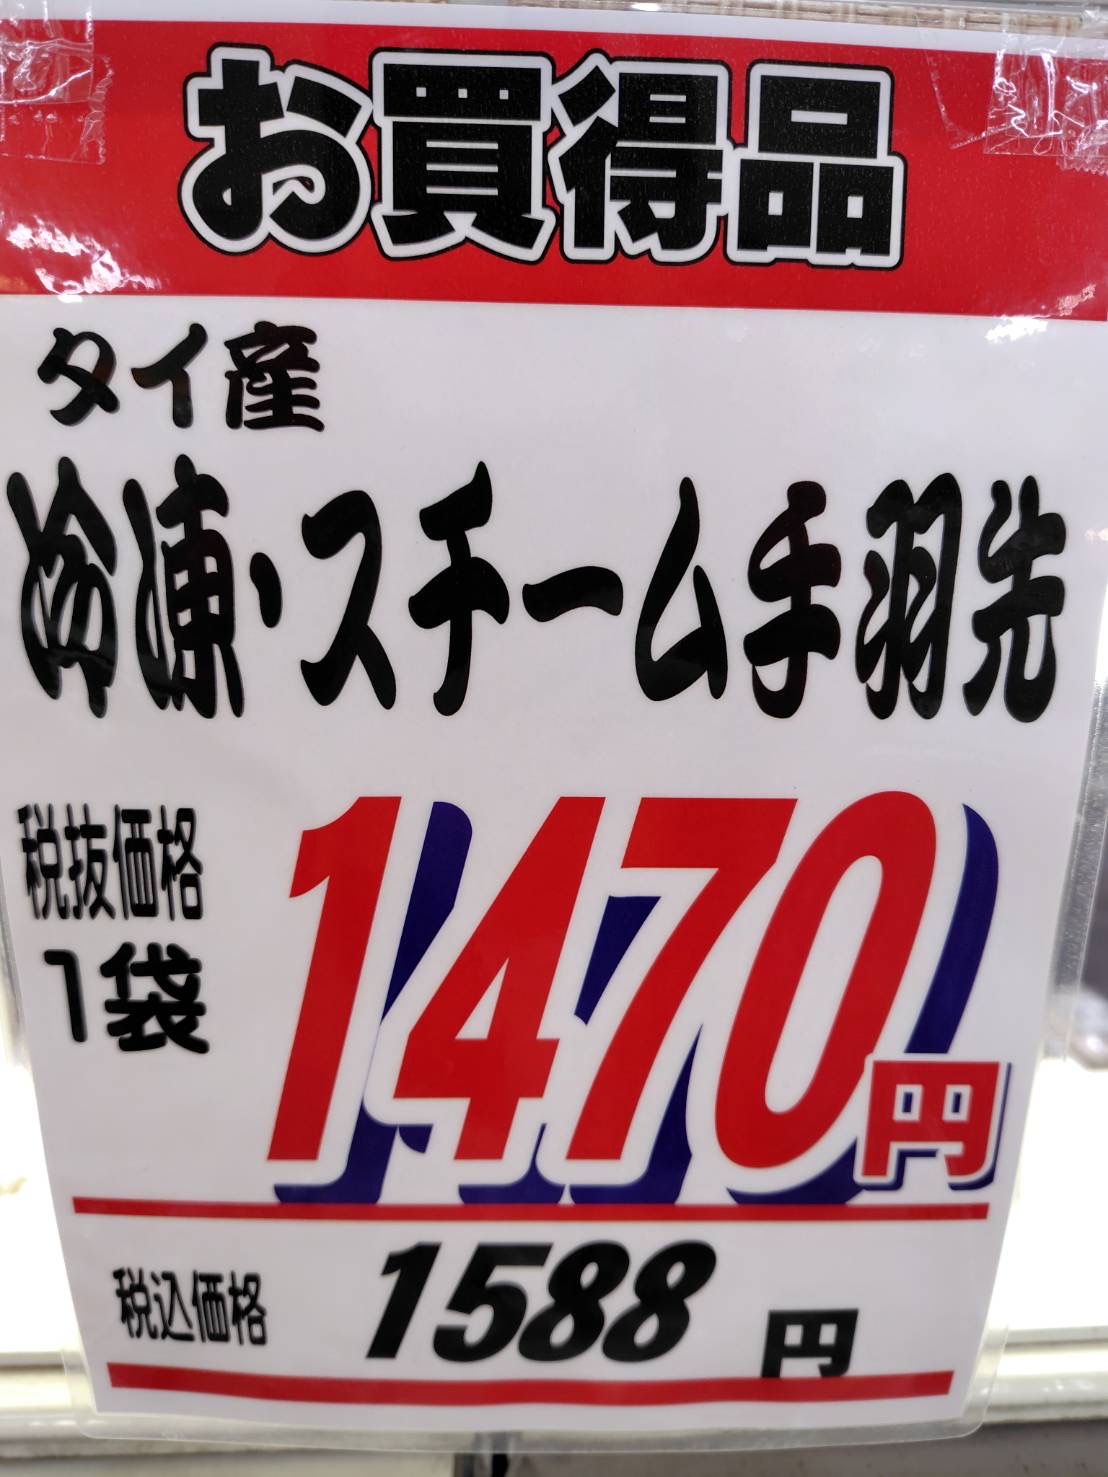 お買得品
タイ産
冷凍・スチーム手羽先
税抜価格
1袋
1470円
税込価格 1588 円